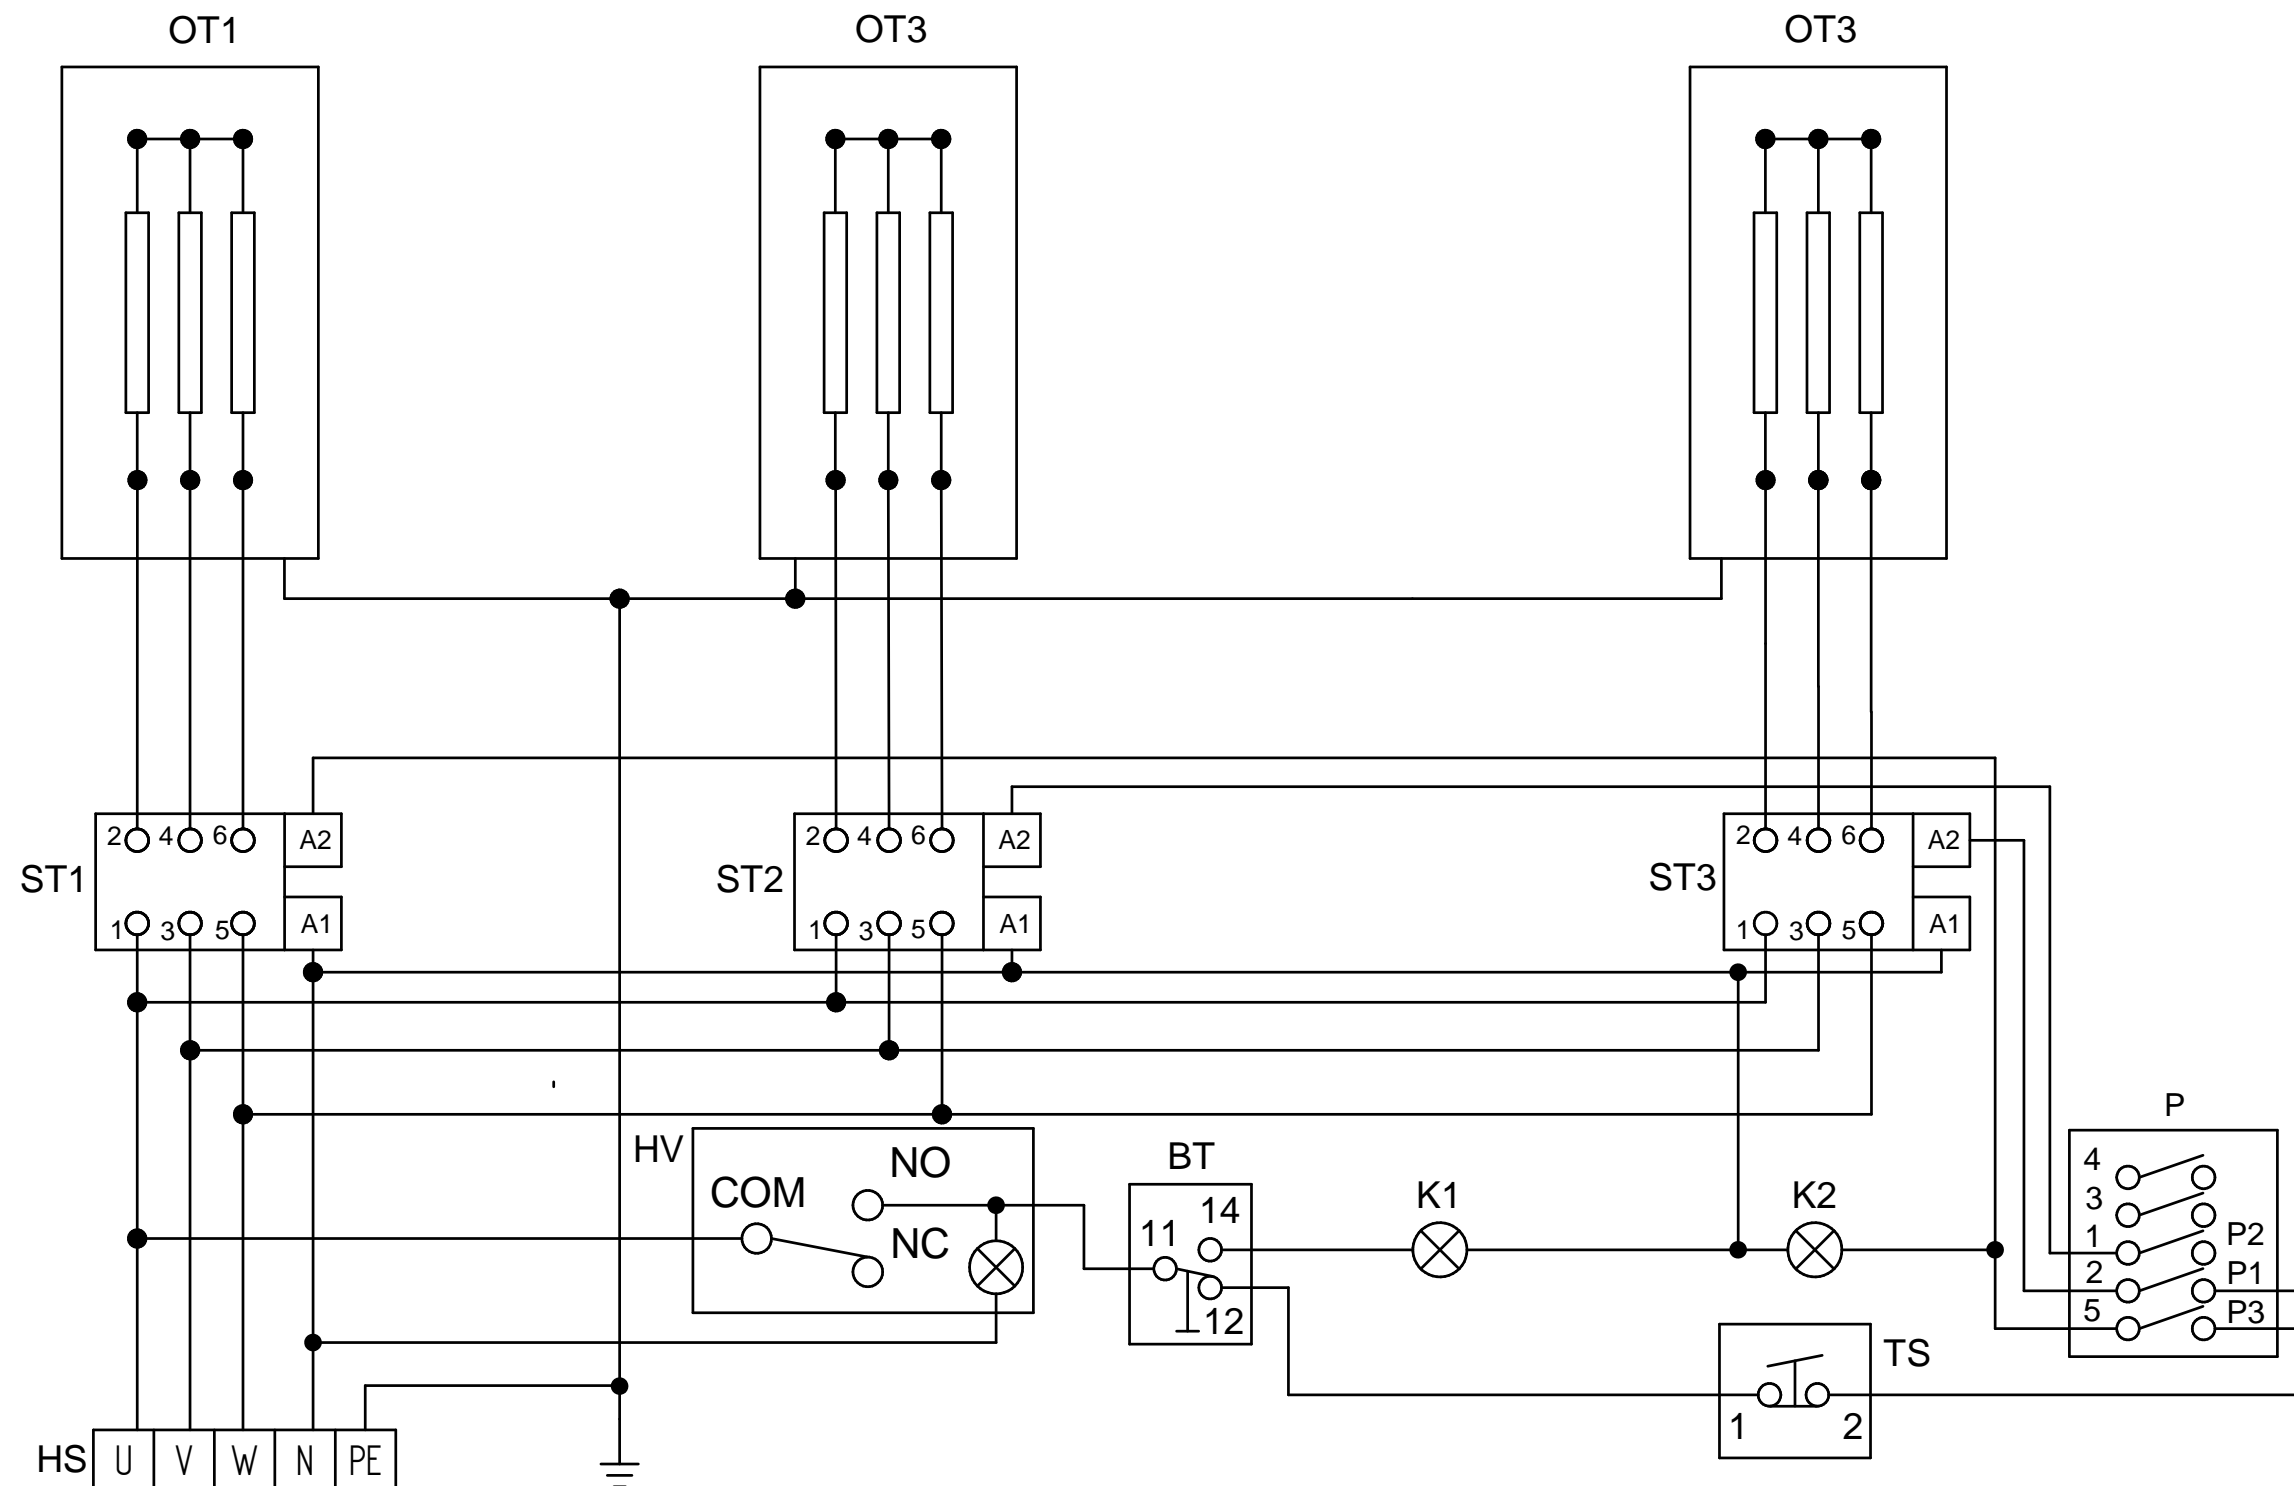 OT1 OT3 OT3
2 4 6 A2 2 4 6 A2 2 4 6 A2
ST1 ST2 ST3
1 3 5 A1 1 3 5 A1 1 3 5 A1
P
HV NO BT
COM 14 K1 K2 4
11 3
NC 1 P2
2 P1
12 5 P3
TS
1 2
HS U V W N PE